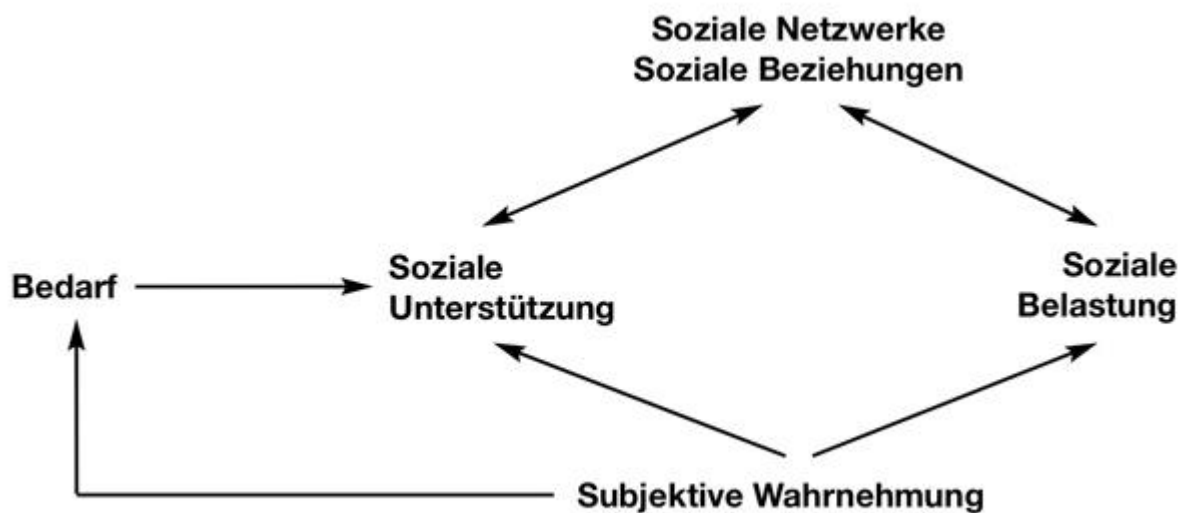 Soziale Netzwerke
Soziale Beziehungen
Bedarf
Soziale
Unterstützung
Soziale
Belastung
Subjektive Wahrnehmung